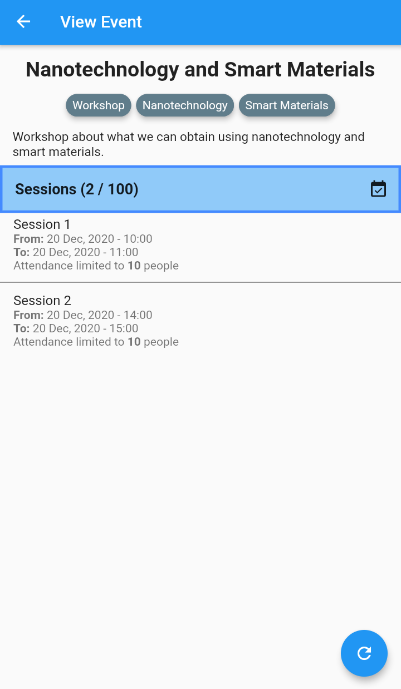 View Event
Nanotechnology and Smart Materials
Workshop Nanotechnology Smart Materials
Workshop about what we can obtain using nanotechnology and
smart materials.
Sessions (2 / 100)
Session 1
From: 20 Dec, 2020 - 10:00
To: 20 Dec, 2020 - 11:00
Attendance limited to 10 people
Session 2
From: 20 Dec, 2020 - 14:00
To: 20 Dec, 2020 - 15:00
Attendance limited to 10 people